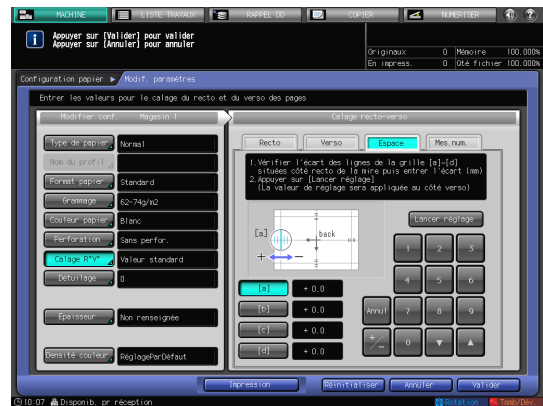 MACHINE
LISTE TRAVAUX
RAPPEL DD
COPIER
NUMERISER
Appuyer sur [Valider] pour valider
Appuyer sur [Annuler] pour annuler
Originaux 0 Mémoire 100.000%
En impress. 0 Qté fichier 100.000%
Configuration papier Modif. paramètres
Entrer les valeurs pour le calage du recto et du verso des pages
Modifier conf. Magasin 1
Calage recto-verso
Type de papier Normal
Nom du profil
Format papier Standard
Grammage 62-74g/m2
Couleur papier Blanc
Perforation Sans perfor.
Calage R°V° Valeur standard
Détuilage 0
Epaisseur Non renseignée
Densité couleur RéglageParDéfaut
Recto
Verso
Espace
Mes.num.
1.Vérifier l'écart des lignes de la grille [a]~[d]
situées côté recto de la mire puis entrer l'écart (mm)
2.Appuyer sur [Lancer réglage]
(La valeur de réglage sera appliquée au côté verso)
[a]
back
+ -
Lancer réglage
[a] + 0.0
[b] + 0.0
[c] + 0.0
[d] + 0.0
1 2 3
4 5 6
Annul 7 8 9
+/- 0 ▼ ▲
Impression
Réinitialiser
Annuler
Valider
10:07 Disponib. pr réception
Rotation
Tamb/Dév.